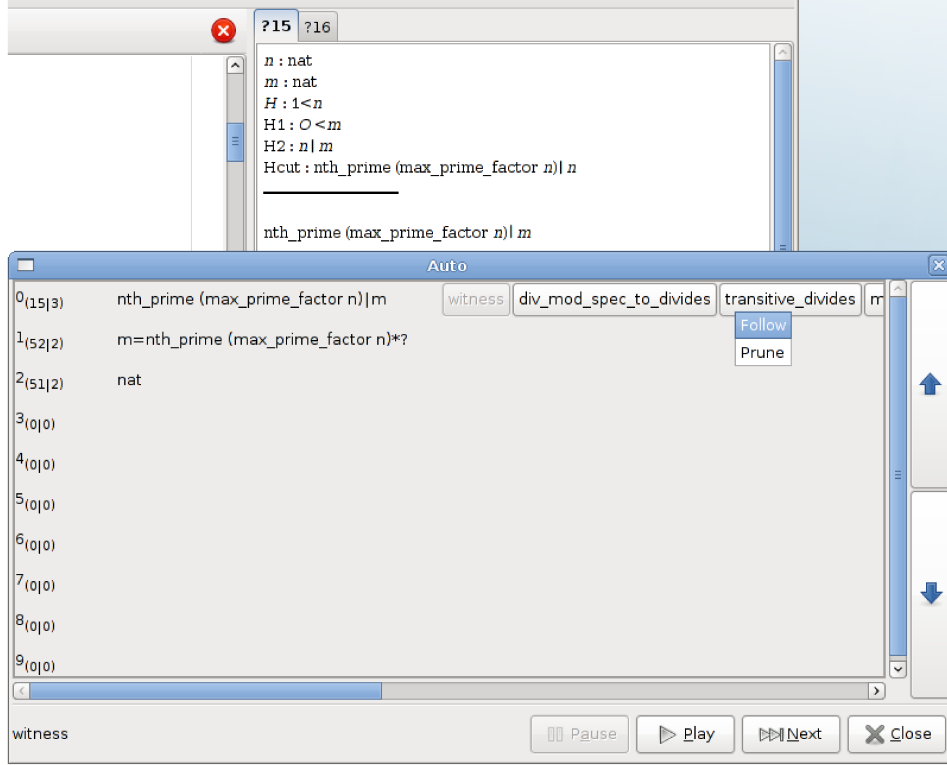 ?15 ?16
n : nat
m : nat
H : 1<n
H1 : O<m
H2 : n| m
Hcut : nth_prime (max_prime_factor n)| n
nth_prime (max_prime_factor n)| m
Auto
0(15|3) nth_prime (max_prime_factor n)|m witness div_mod_spec_to_divides transitive_divides m
Follow
1(52|2) m=nth_prime (max_prime_factor n)*?
Prune
2(51|2) nat
3(0|0)
4(0|0)
5(0|0)
6(0|0)
7(0|0)
8(0|0)
9(0|0)
witness Pause Play Next Close